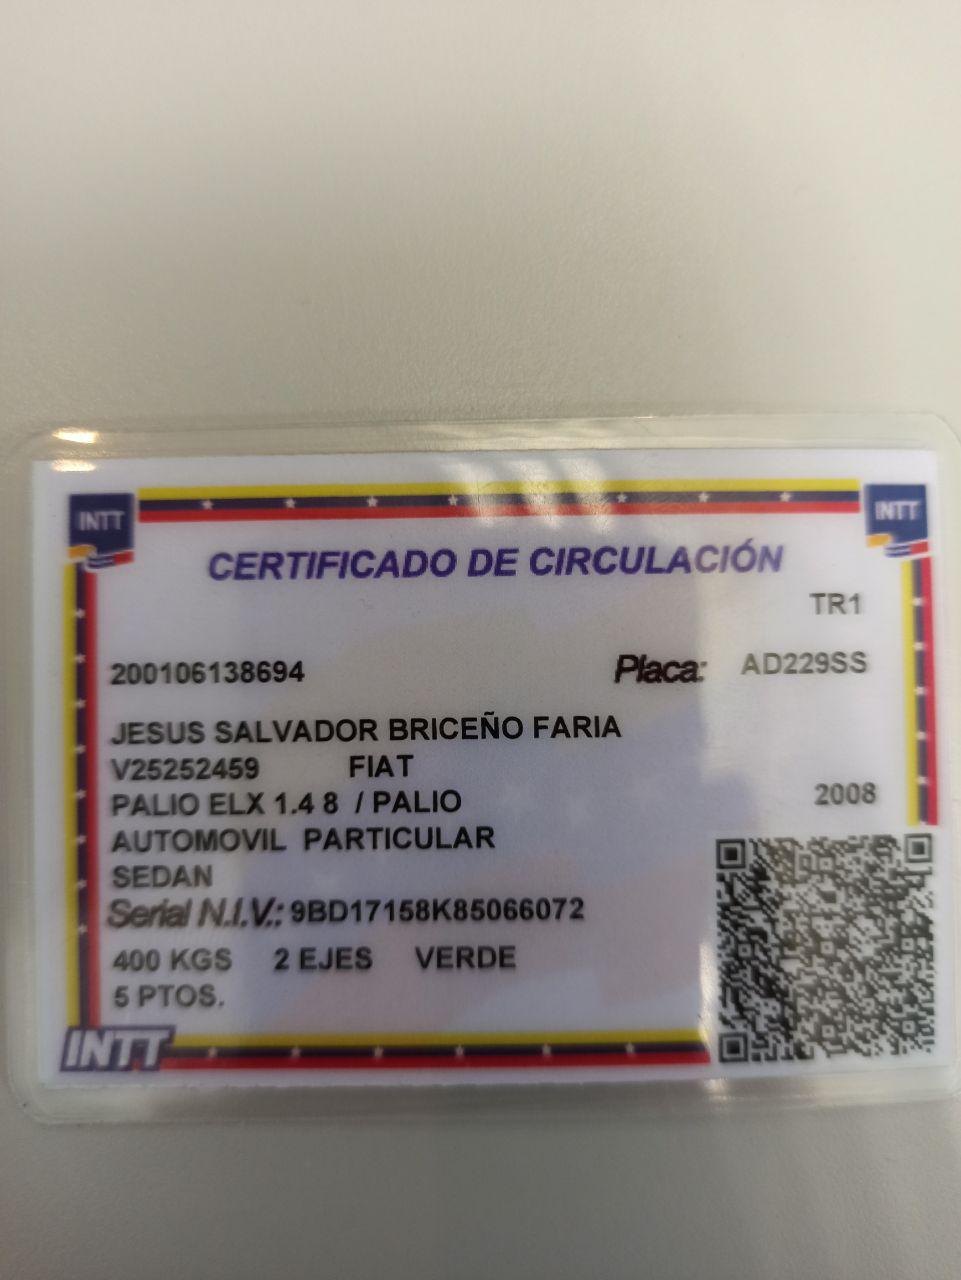 INTT
INTT
CERTIFICADO DE CIRCULACIÓN
TR1
200106138694 Placa: AD229SS
JESUS SALVADOR BRICEÑO FARIA
V25252459 FIAT
PALIO ELX 1.4 8 / PALIO 2008
AUTOMOVIL PARTICULAR
SEDAN
Serial N.I.V.: 9BD17158K85066072
400 KGS 2 EJES VERDE
5 PTOS.
INTT